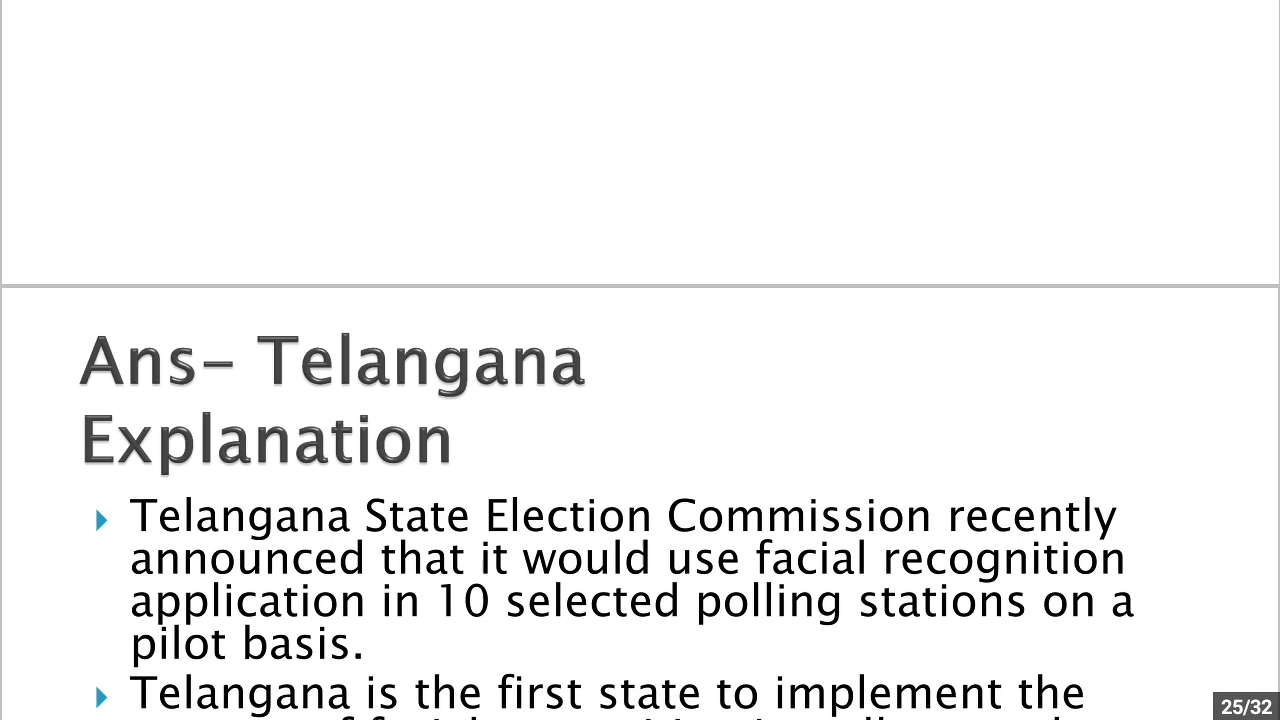 Ans- Telangana
Explanation
Telangana State Election Commission recently
announced that it would use facial recognition
application in 10 selected polling stations on a
pilot basis.
Telangana is the first state to implement the
25/32